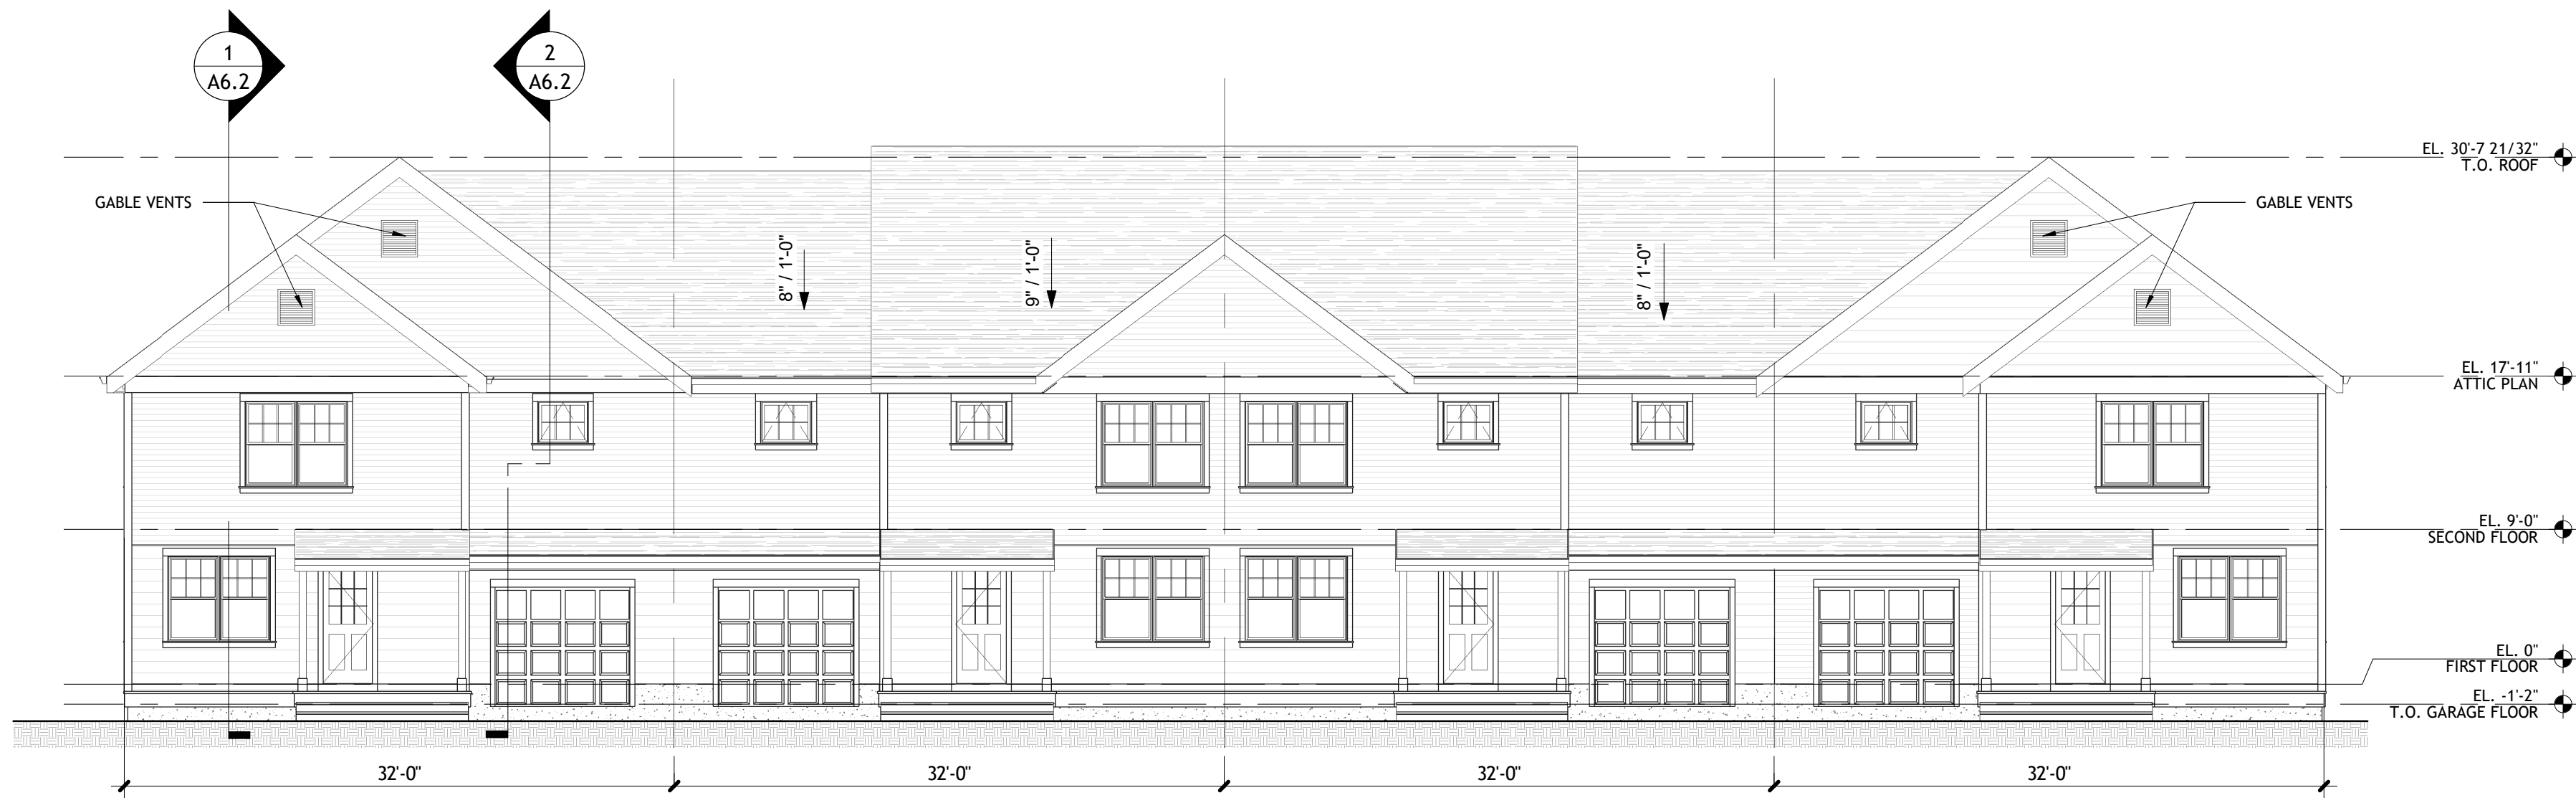 1
A6.2
2
A6.2
EL. 30'-7 21/32"
T.O. ROOF
GABLE VENTS
GABLE VENTS
8" / 1'-0"
9" / 1'-0"
8" / 1'-0"
EL. 17'-11"
ATTIC PLAN
EL. 9'-0"
SECOND FLOOR
EL. 0"
FIRST FLOOR
EL. -1'-2"
T.O. GARAGE FLOOR
32'-0"
32'-0"
32'-0"
32'-0"